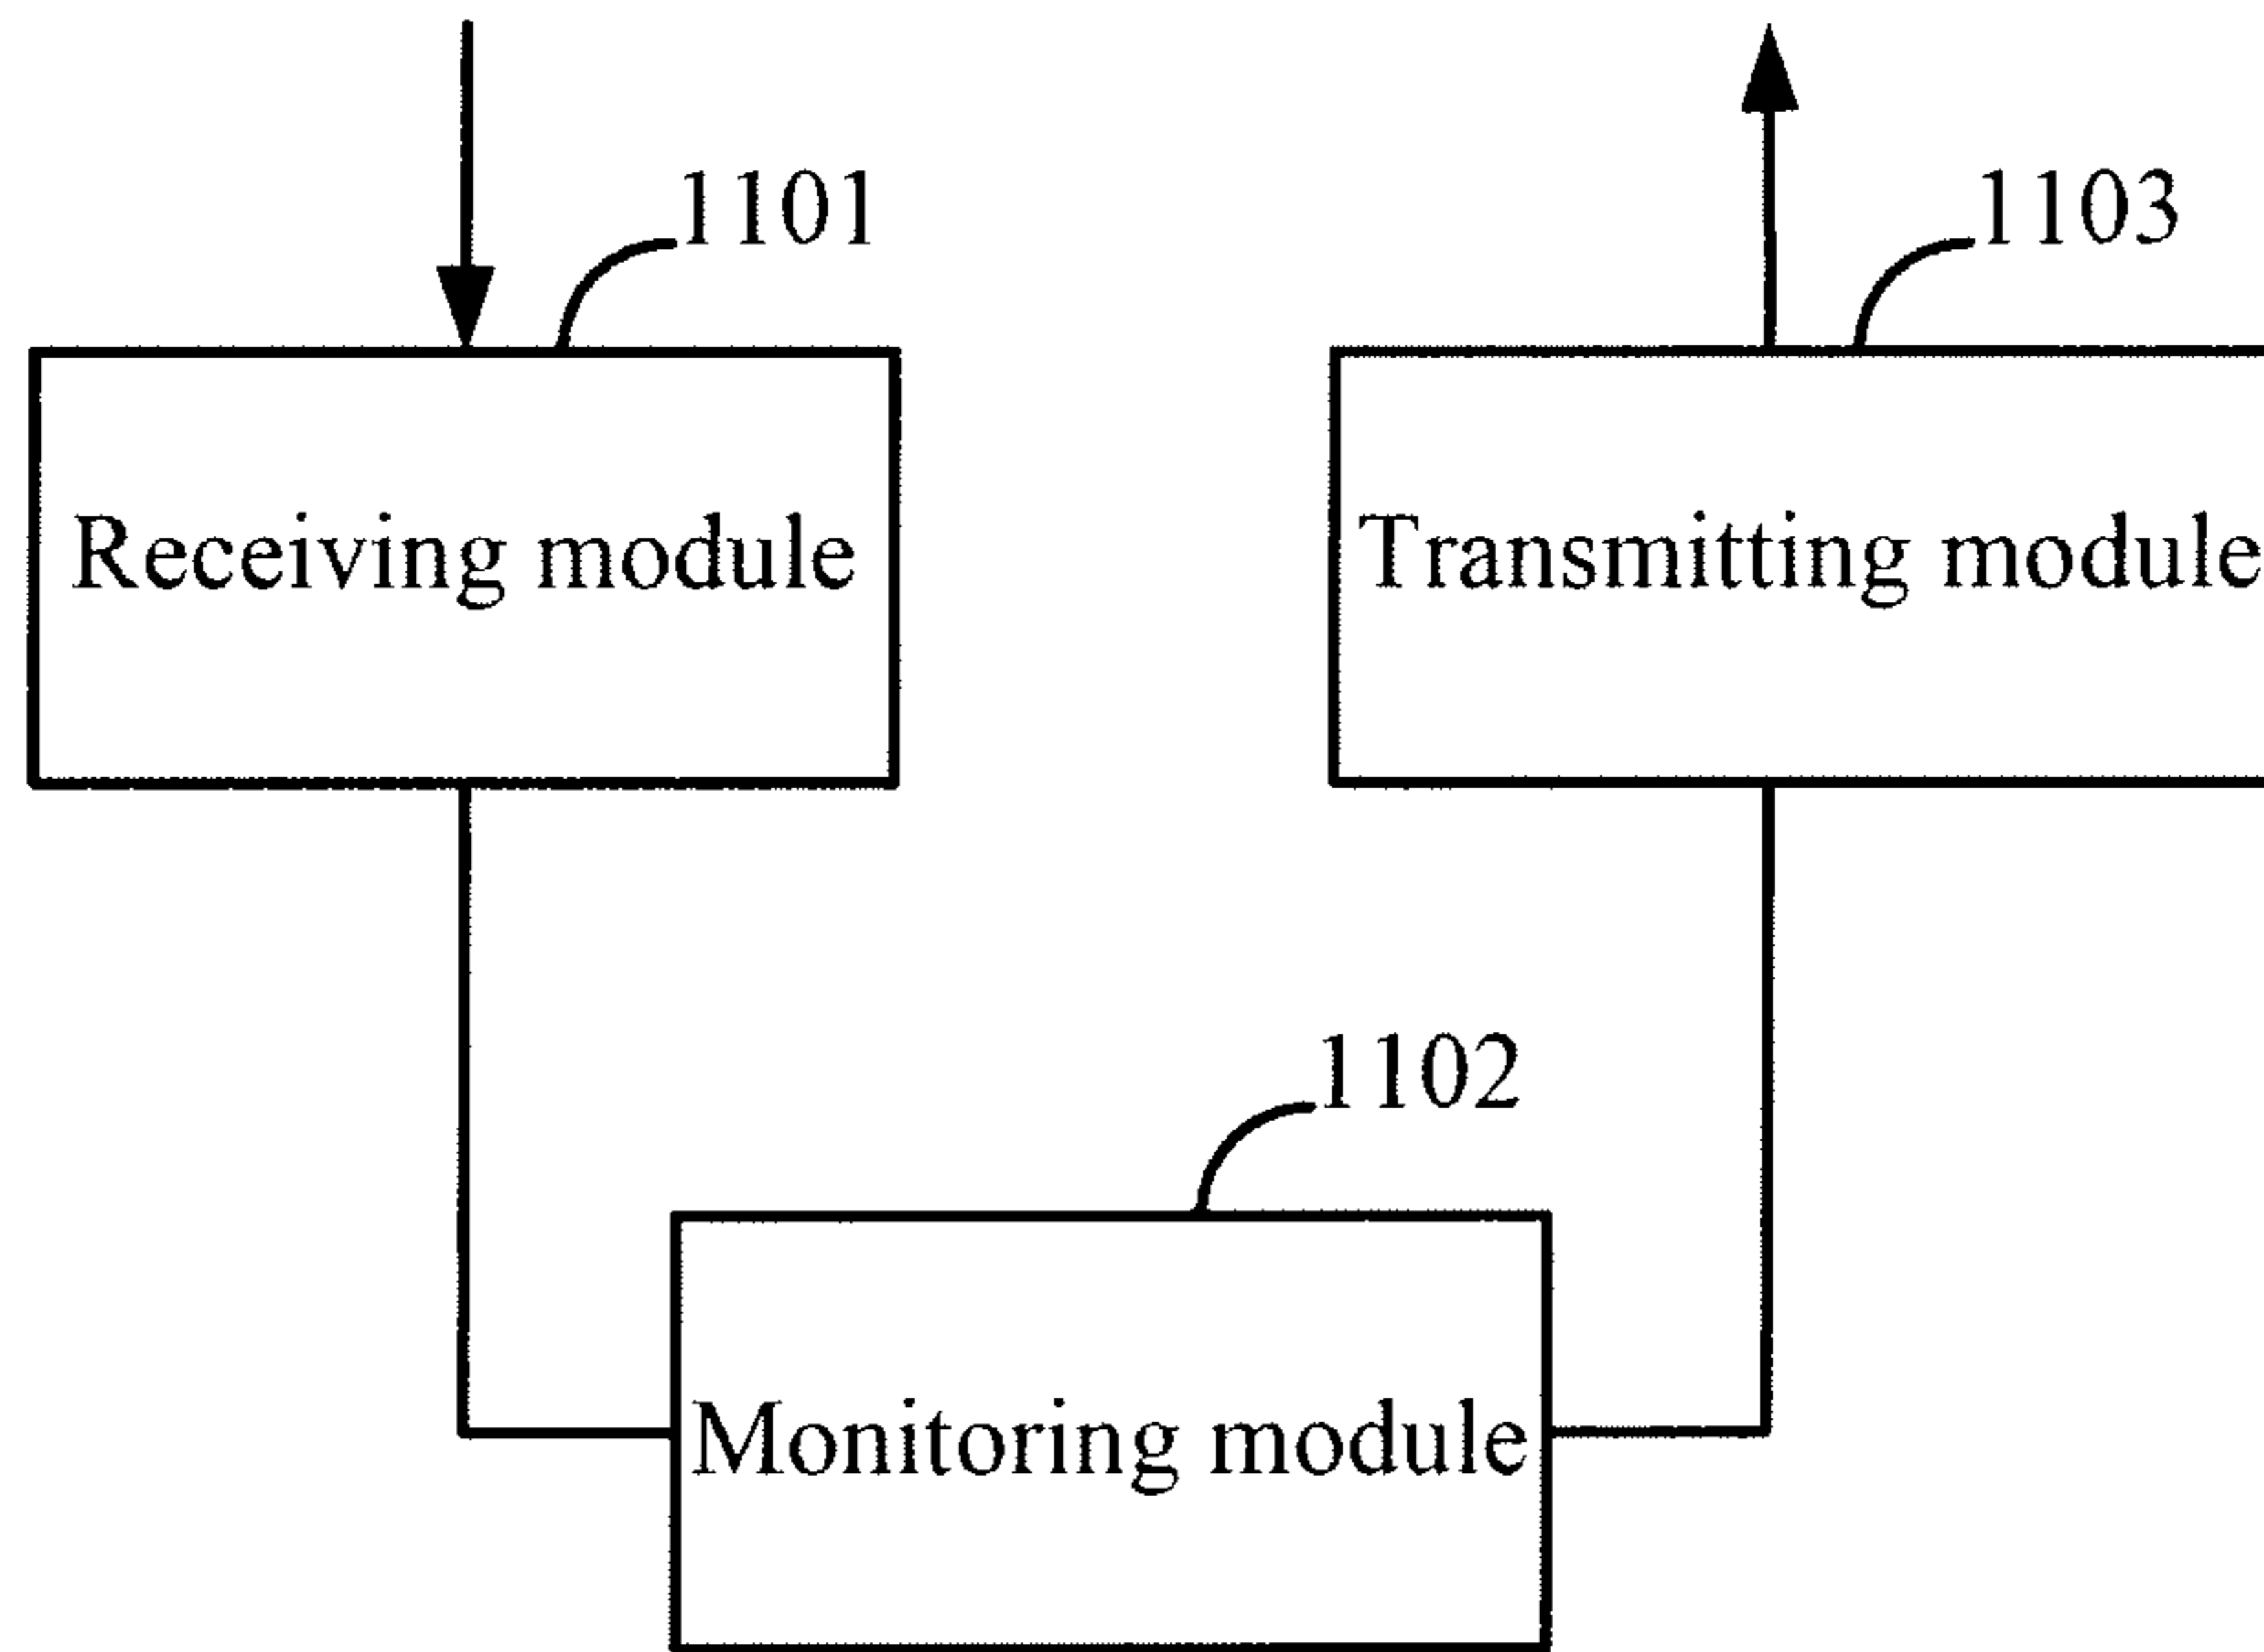 1101
1103
Receiving module
Transmitting module
1102
Monitoring module